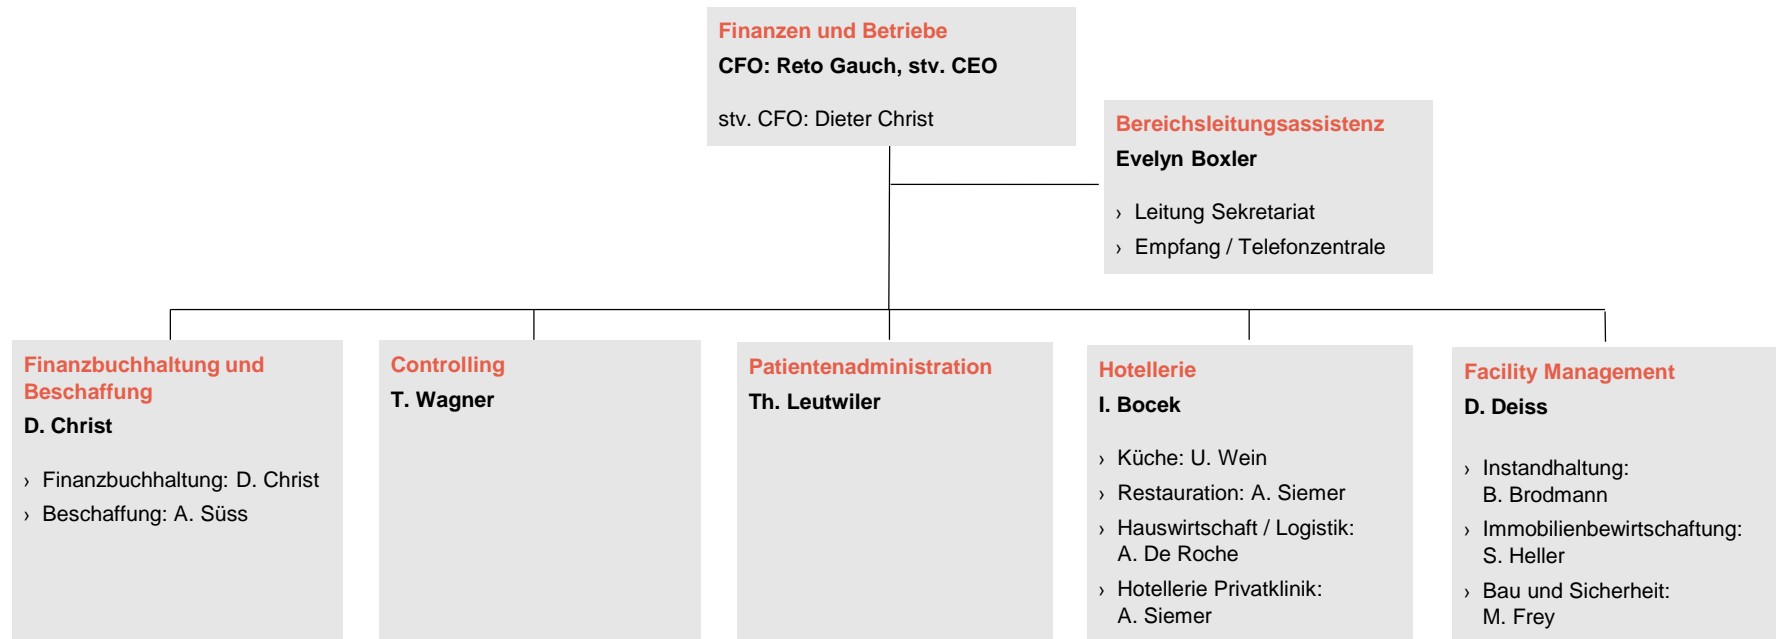 Finanzen und Betriebe
CFO: Reto Gauch, stv. CEO
stv. CFO: Dieter Christ
Bereichsleitungsassistenz
Evelyn Boxler
› Leitung Sekretariat
› Empfang / Telefonzentrale
Finanzbuchhaltung und
Beschaffung
D. Christ
› Finanzbuchhaltung: D. Christ
› Beschaffung: A. Süss
Controlling
T. Wagner
Patientenadministration
Th. Leutwiler
Hotellerie
I. Bocek
› Küche: U. Wein
› Restauration: A. Siemer
› Hauswirtschaft / Logistik:
A. De Roche
› Hotellerie Privatklinik:
A. Siemer
Facility Management
D. Deiss
› Instandhaltung:
B. Brodmann
› Immobilienbewirtschaftung:
S. Heller
› Bau und Sicherheit:
M. Frey